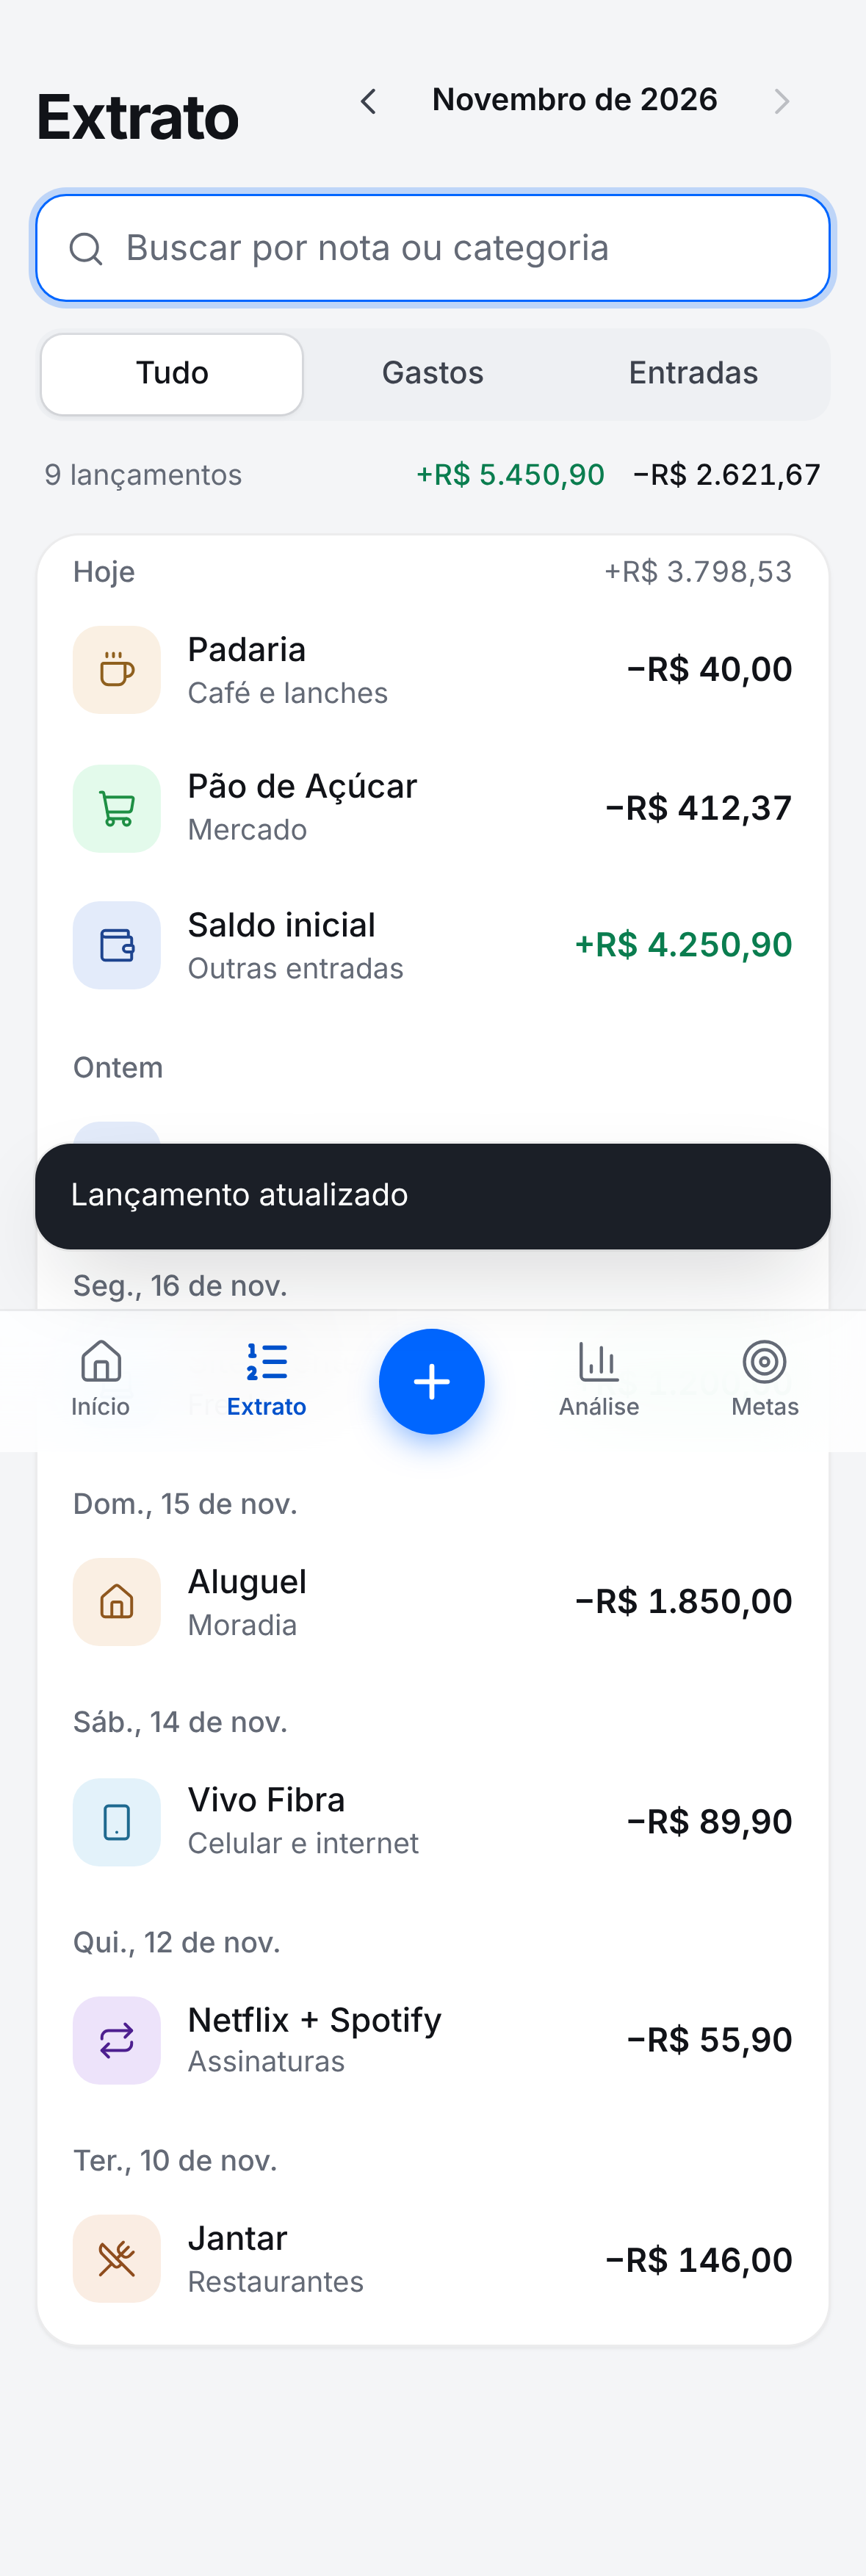 Extrato
Novembro de 2026
Buscar por nota ou categoria
Tudo Gastos Entradas
9 lançamentos +R$ 5.450,90 −R$ 2.621,67
Hoje +R$ 3.798,53
Padaria
Café e lanches
−R$ 40,00
Pão de Açúcar
Mercado
−R$ 412,37
Saldo inicial
Outras entradas
+R$ 4.250,90
Ontem
Lançamento atualizado
Seg., 16 de nov.
Início Extrato Análise Metas
Dom., 15 de nov.
Aluguel
Moradia
−R$ 1.850,00
Sáb., 14 de nov.
Vivo Fibra
Celular e internet
−R$ 89,90
Qui., 12 de nov.
Netflix + Spotify
Assinaturas
−R$ 55,90
Ter., 10 de nov.
Jantar
Restaurantes
−R$ 146,00